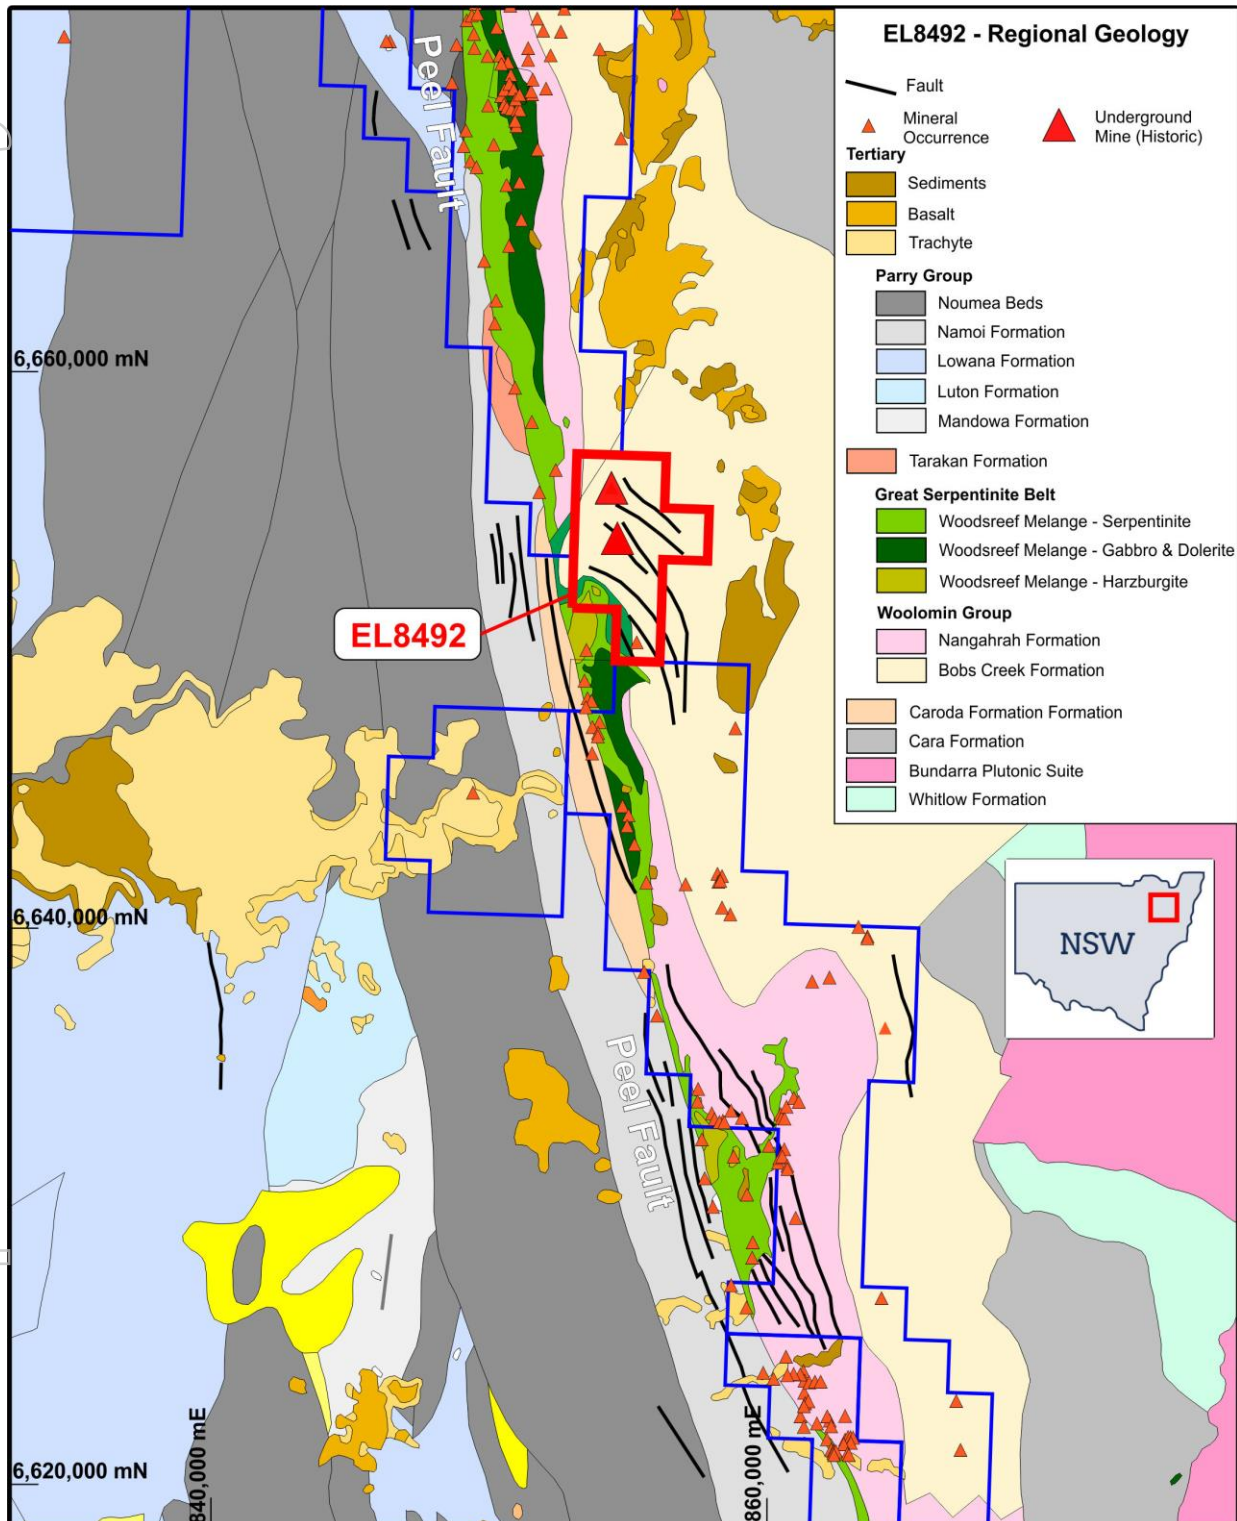 EL8492 - Regional Geology
Fault
Mineral
Occurrence
Underground
Mine (Historic)
Tertiary
Sediments
Basalt
Trachyte
Parry Group
Noumea Beds
Namoi Formation
Lowana Formation
Luton Formation
Mandowa Formation
Tarakan Formation
Great Serpentinite Belt
Woodsreef Melange - Serpentinite
Woodsreef Melange - Gabbro & Dolerite
Woodsreef Melange - Harzburgite
Woolomin Group
Nangahrah Formation
Bobs Creek Formation
Caroda Formation Formation
Cara Formation
Bundarra Plutonic Suite
Whitlow Formation
Peel Fault
6,660,000 mN
EL8492
6,640,000 mN
NSW
Peel Fault
6,620,000 mN
840,000 mE
860,000 mE